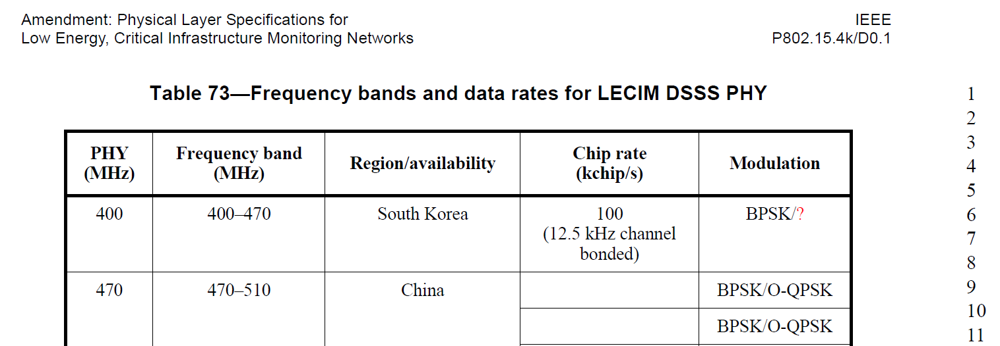 Amendment: Physical Layer Specifications for IEEE
Low Energy, Critical Infrastructure Monitoring Networks P802.15.4k/D0.1
Table 73—Frequency bands and data rates for LECIM DSSS PHY
PHY (MHz) Frequency band (MHz) Region/availability Chip rate (kchip/s) Modulation
400 400–470 South Korea 100 BPSK/?
(12.5 kHz channel
bonded)
470 470–510 China BPSK/O-QPSK
BPSK/O-QPSK
1
2
3
4
5
6
7
8
9
10
11